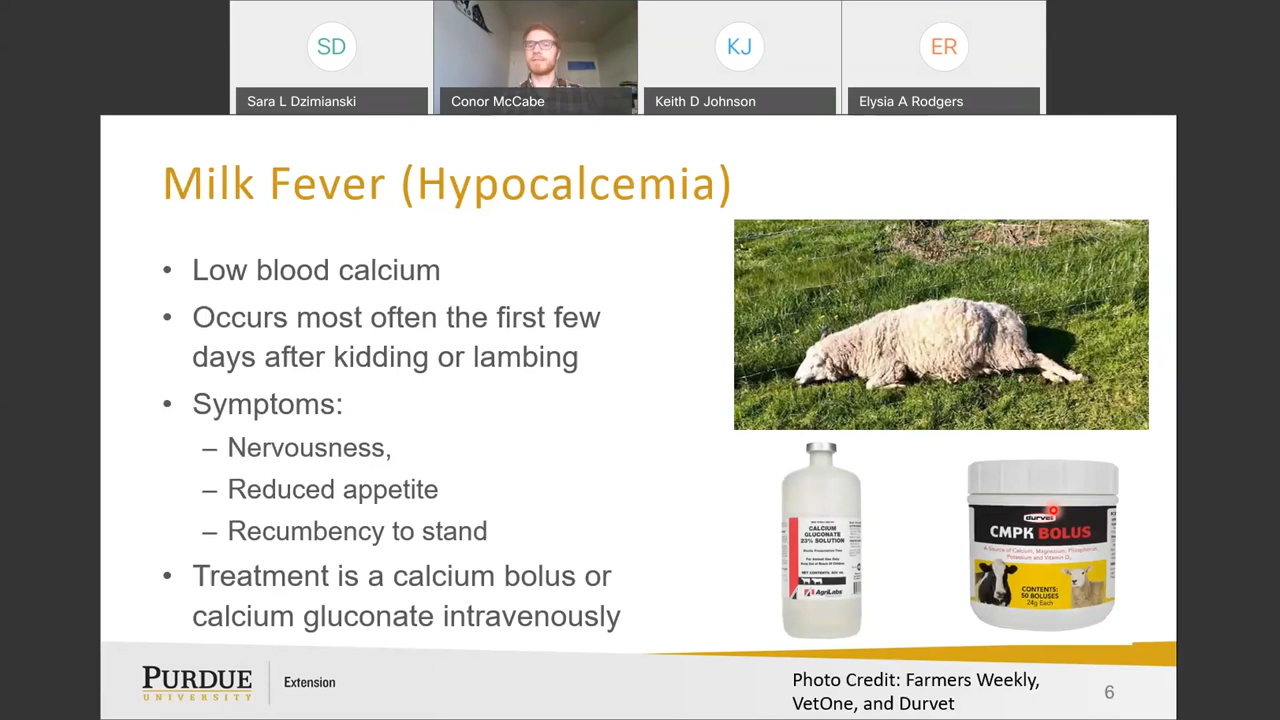 SD
KJ
ER
Sara L Dzimianski
Conor McCabe
Keith D Johnson
Elysia A Rodgers
Milk Fever (Hypocalcemia)
• Low blood calcium
• Occurs most often the first few
days after kidding or lambing
• Symptoms:
– Nervousness,
– Reduced appetite
– Recumbency to stand
• Treatment is a calcium bolus or
calcium gluconate intravenously
CALCIUM
GLUCONATE
23% SOLUTION
AgriLabs
durvet
CMPK BOLUS
A Source of Calcium, Magnesium, Phosphorus,
Potassium and Vitamin D
CONTENTS:
50 BOLUSES
24g Each
PURDUE
UNIVERSITY
Extension
Photo Credit: Farmers Weekly,
VetOne, and Durvet
6